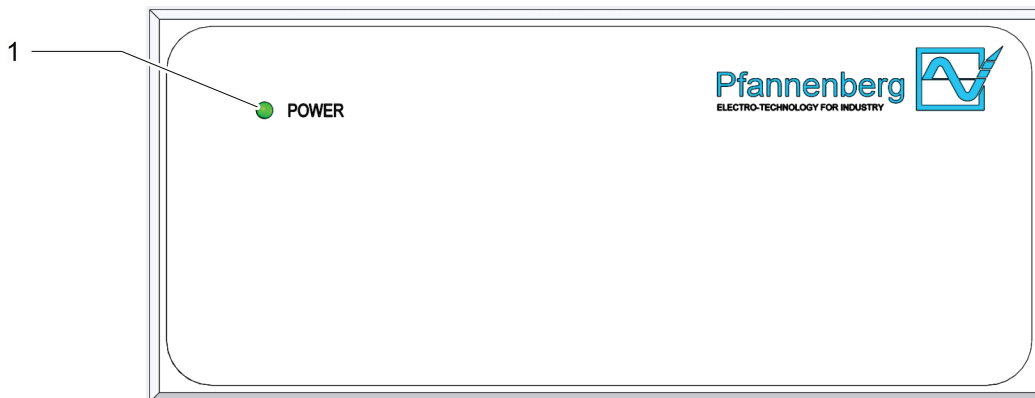 1
POWER
Pfannenberg
ELECTRO-TECHNOLOGY FOR INDUSTRY